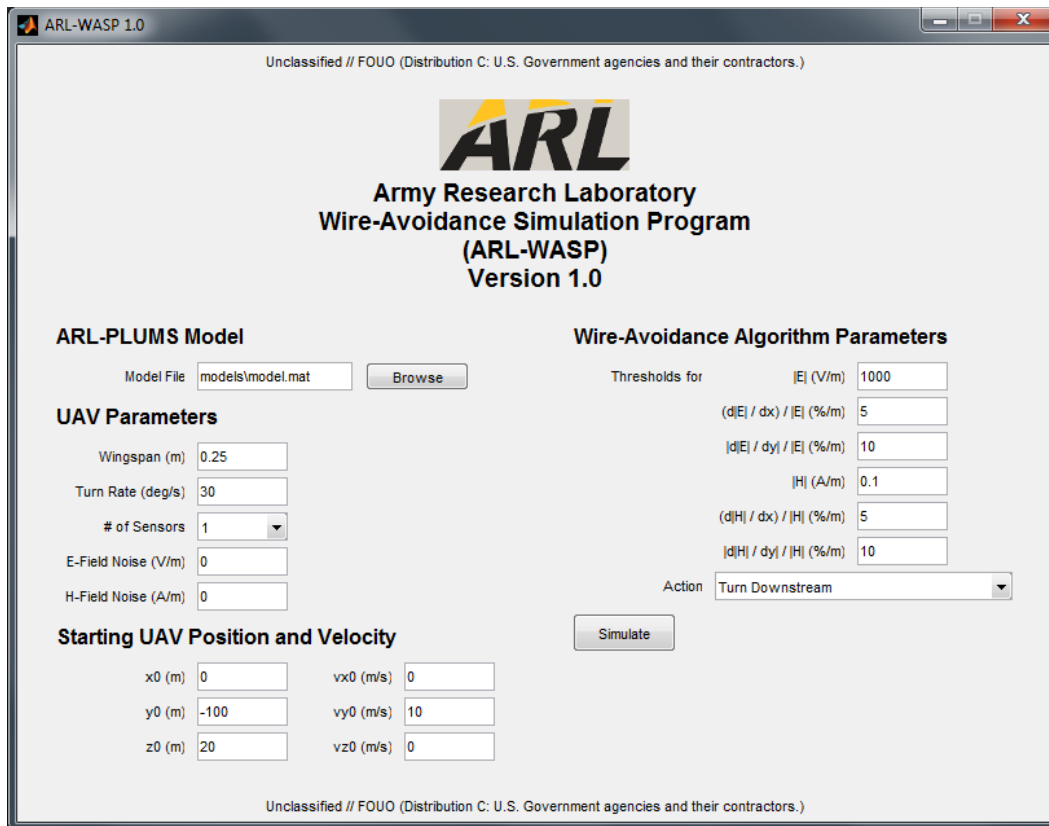 ARL-WASP 1.0
Unclassified // FOUO (Distribution C: U.S. Government agencies and their contractors.)
ARL
Army Research Laboratory
Wire-Avoidance Simulation Program
(ARL-WASP)
Version 1.0
ARL-PLUMS Model
Model File models\model.mat Browse
UAV Parameters
Wingspan (m) 0.25
Turn Rate (deg/s) 30
# of Sensors 1
E-Field Noise (V/m) 0
H-Field Noise (A/m) 0
Starting UAV Position and Velocity
x0 (m) 0 vx0 (m/s) 0
y0 (m) -100 vy0 (m/s) 10
z0 (m) 20 vz0 (m/s) 0
Wire-Avoidance Algorithm Parameters
Thresholds for |E| (V/m) 1000
(d|E| / dx) / |E| (%/m) 5
|d|E| / dy| / |E| (%/m) 10
|H| (A/m) 0.1
(d|H| / dx) / |H| (%/m) 5
|d|H| / dy| / |H| (%/m) 10
Action Turn Downstream
Simulate
Unclassified // FOUO (Distribution C: U.S. Government agencies and their contractors.)